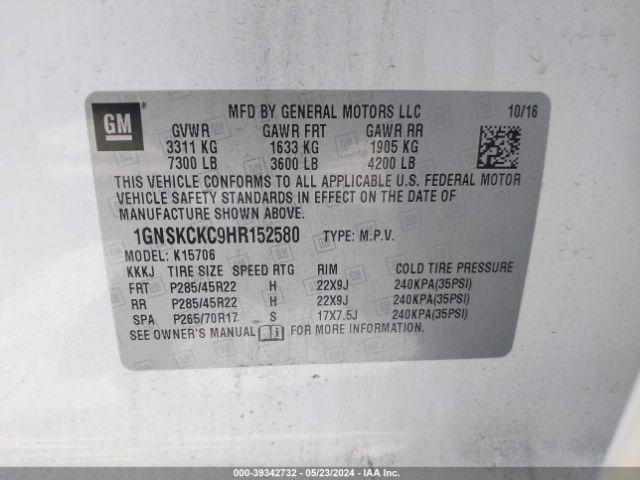 GM ® MFD BY GENERAL MOTORS LLC 10/16
GVWR GAWR FRT GAWR RR
3311 KG 1633 KG 1905 KG
7300 LB 3600 LB 4200 LB
THIS VEHICLE CONFORMS TO ALL APPLICABLE U.S. FEDERAL MOTOR
VEHICLE SAFETY STANDARDS IN EFFECT ON THE DATE OF
MANUFACTURE SHOWN ABOVE.
1GNSKCKC9HR152580 TYPE: M.P.V.
MODEL: K15706
KKKJ TIRE SIZE SPEED RTG RIM COLD TIRE PRESSURE
FRT P285/45R22 H 22X9J 240KPA(35PSI)
RR P285/45R22 H 22X9J 240KPA(35PSI)
SPA P265/70R17 S 17X7.5J 240KPA(35PSI)
SEE OWNER'S MANUAL FOR MORE INFORMATION.
000-39342732 - 05/23/2024 - IAAI.COM